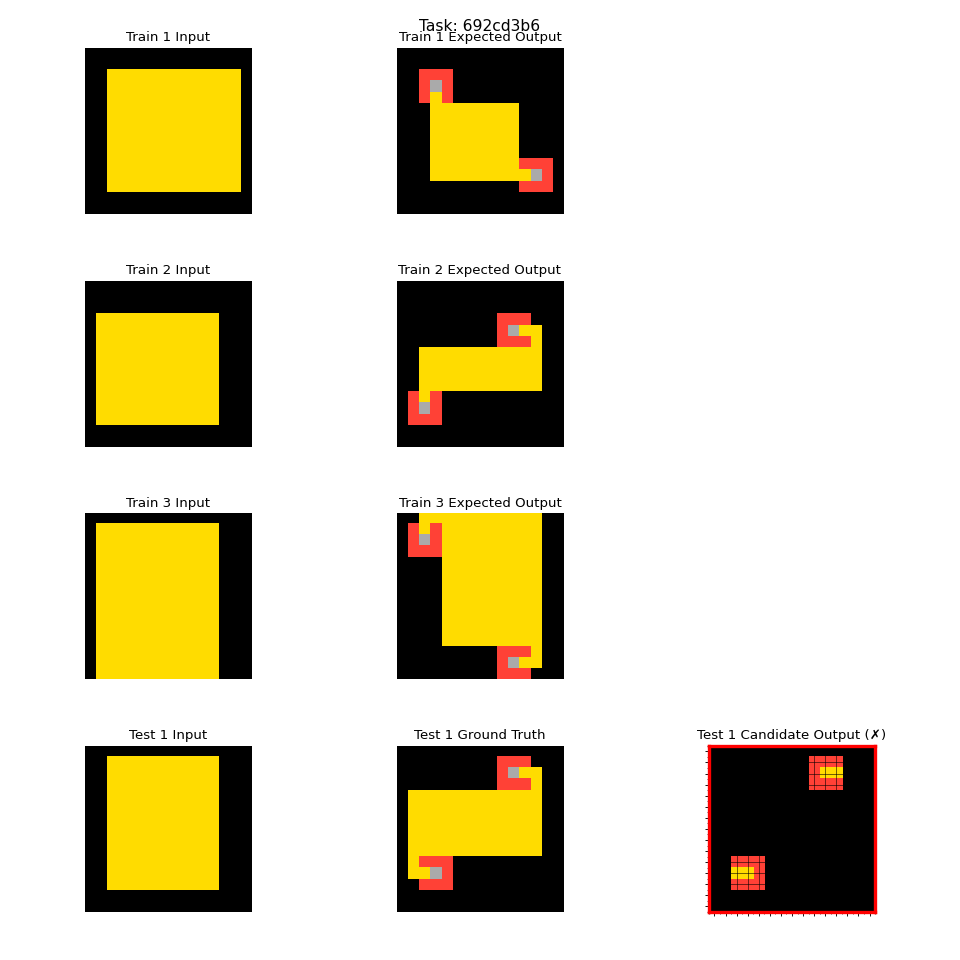 Task: 692cd3b6
Train 1 Input
Train 1 Expected Output
Train 2 Input
Train 2 Expected Output
Train 3 Input
Train 3 Expected Output
Test 1 Input
Test 1 Ground Truth
Test 1 Candidate Output (✗)